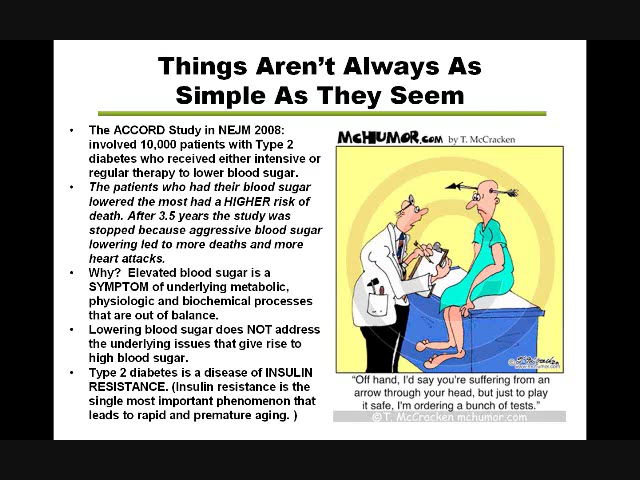 Things Aren't Always As
Simple As They Seem
• The ACCORD Study in NEJM 2008:
involved 10,000 patients with Type 2
diabetes who received either intensive or
regular therapy to lower blood sugar.
• The patients who had their blood sugar
lowered the most had a HIGHER risk of
death. After 3.5 years the study was
stopped because aggressive blood sugar
lowering led to more deaths and more
heart attacks.
• Why? Elevated blood sugar is a
SYMPTOM of underlying metabolic,
physiologic and biochemical processes
that are out of balance.
• Lowering blood sugar does NOT address
the underlying issues that give rise to
high blood sugar.
• Type 2 diabetes is a disease of INSULIN
RESISTANCE. (Insulin resistance is the
single most important phenomenon that
leads to rapid and premature aging. )
MCHUMOR.com by T. McCracken
©T. McCracken
"Off hand, I'd say you're suffering from an
arrow through your head, but just to play
it safe, I'm ordering a bunch of tests."
© T. McCracken mchumor.com